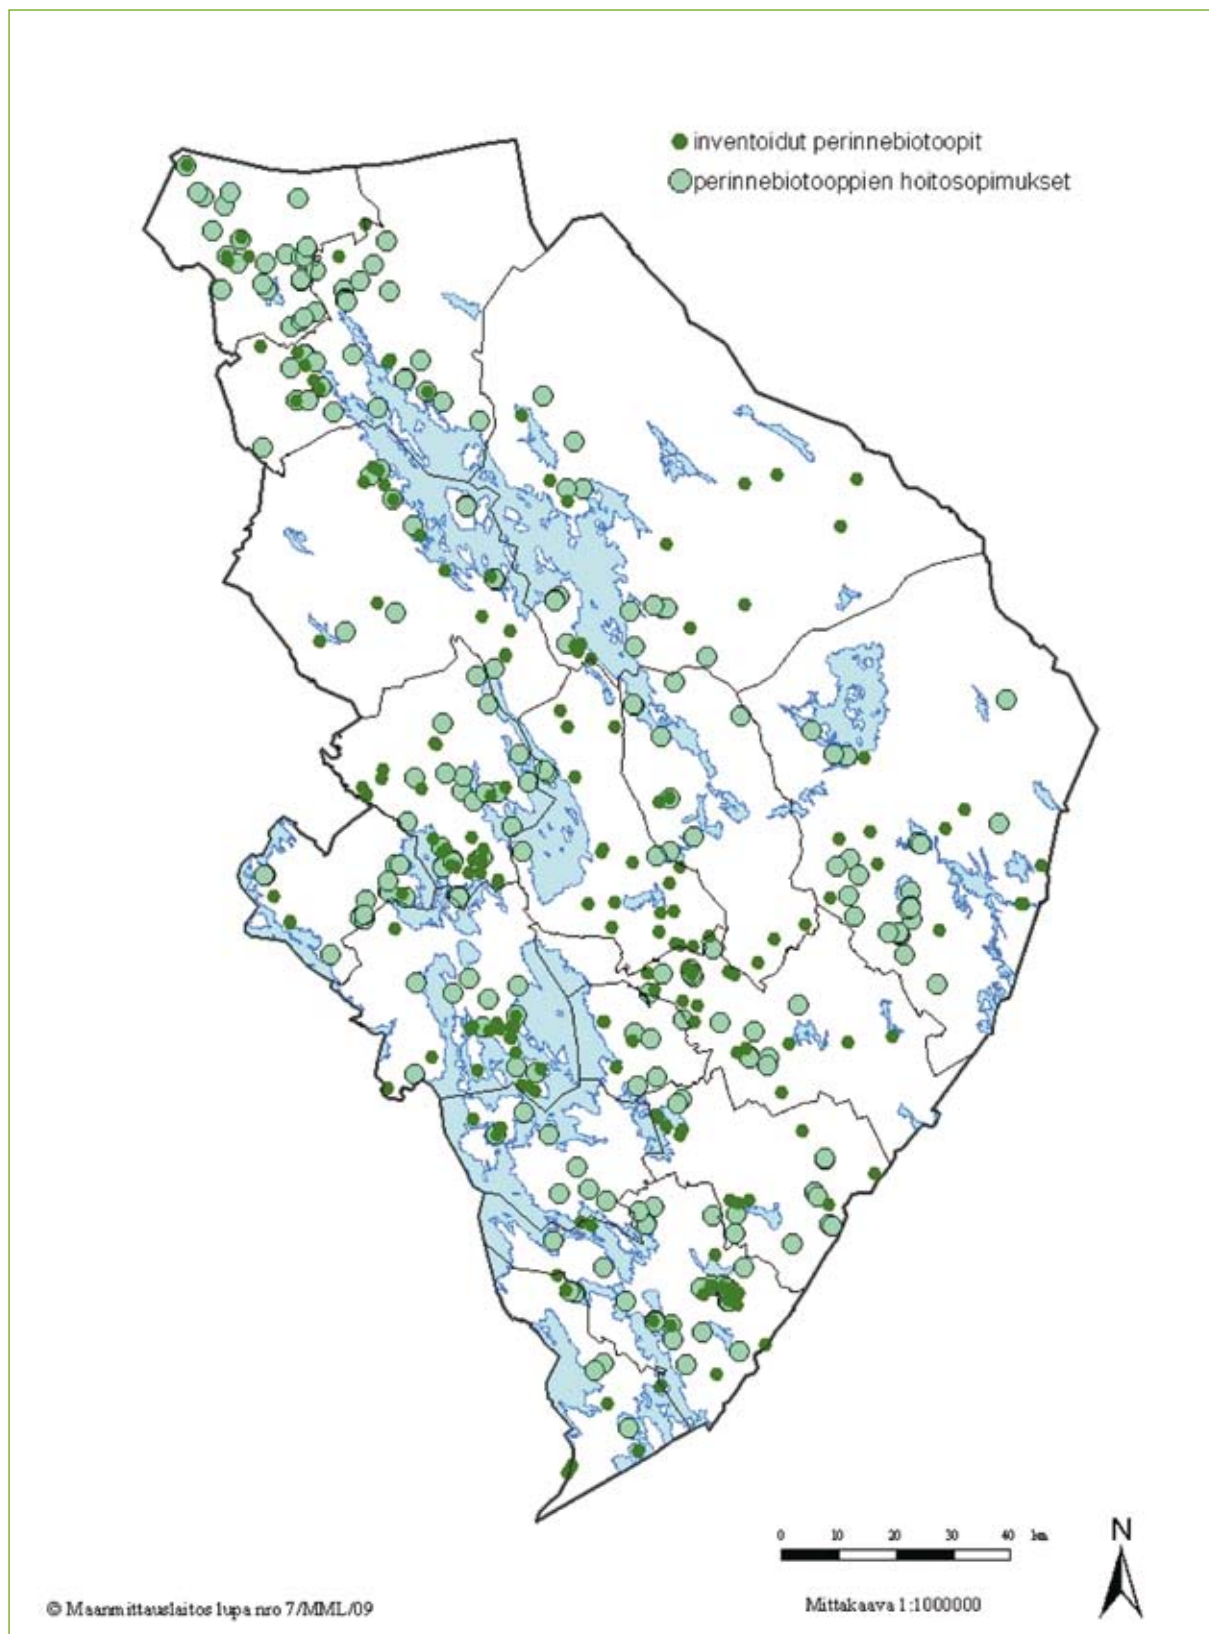 inventoidut perinnebiotoopit
perinnebiotooppien hoitosopimukset
0 10 20 30 40 km
N
© Maanmittauslaitos lupa nro 7/MML/09
Mittakaava 1:1000000